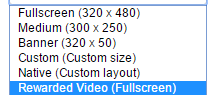 Fullscreen (320 x 480)
Medium (300 x 250)
Banner (320 x 50)
Custom (Custom size)
Native (Custom layout)
Rewarded Video (Fullscreen)